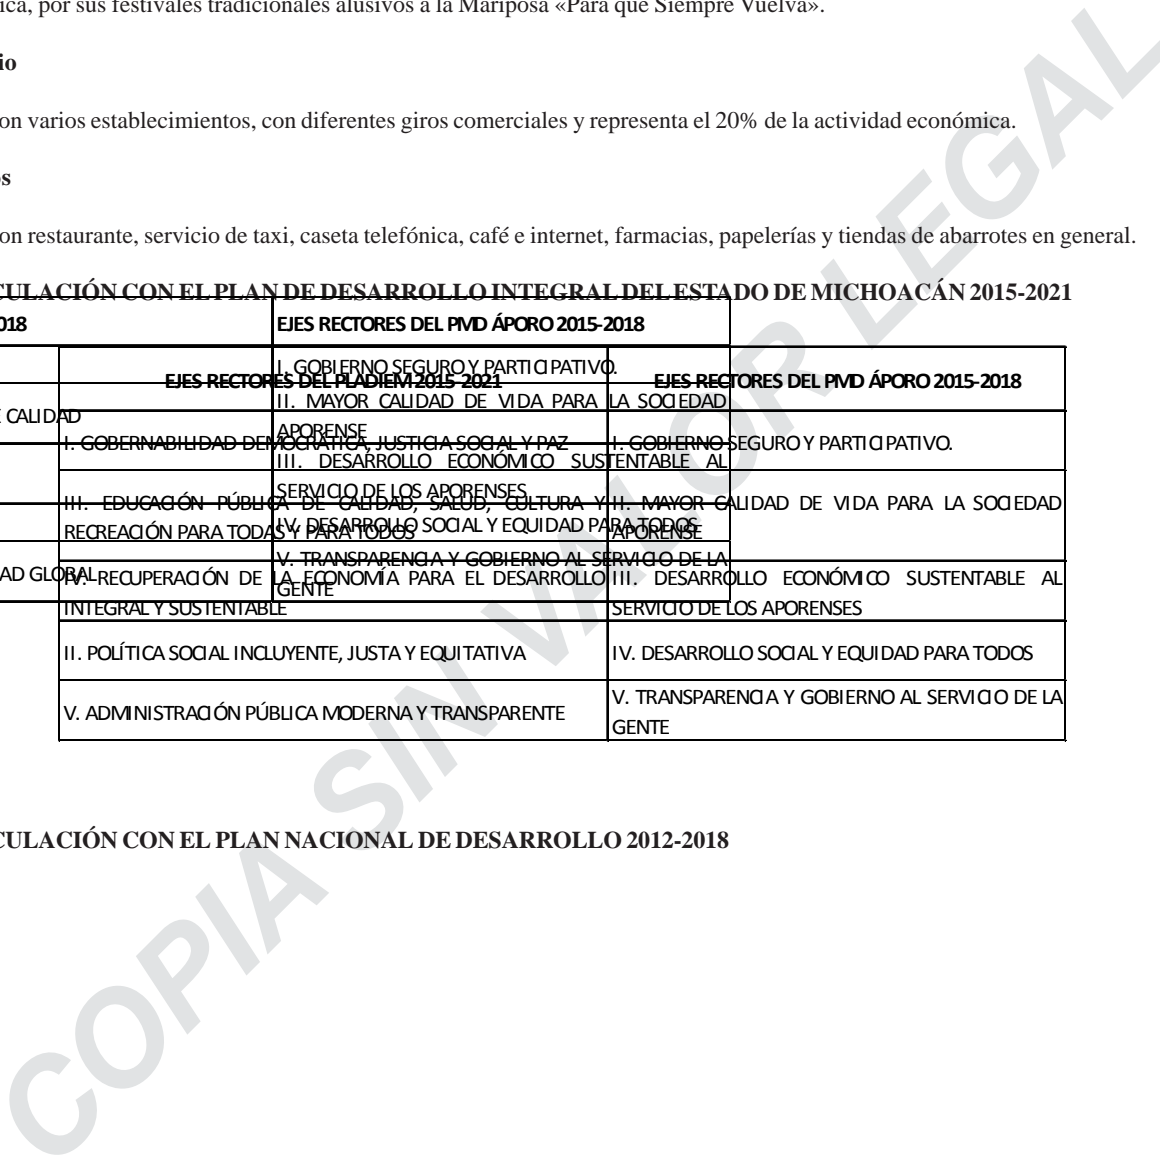 ica, por sus festivales tradicionales alusivos a la Mariposa «Para que Siempre Vuelva».
io
on varios establecimientos, con diferentes giros comerciales y representa el 20% de la actividad económica.
os
on restaurante, servicio de taxi, caseta telefónica, café e internet, farmacias, papelerías y tiendas de abarrotes en general.
CULACIÓN CON EL PLAN DE DESARROLLO INTEGRAL DEL ESTADO DE MICHOACÁN 2015-2021
018 EJES RECTORES DEL PMD ÁPORO 2015-2018
I. GOBIERNO SEGURO Y PARTICIPATIVO.
II. MAYOR CALIDAD DE VIDA PARA LA SOCIEDAD
E CALIDAD
APORENSE
III. DESARROLLO ECONÓMICO SUSTENTABLE AL
SERVICIO DE LOS APORENSES
IV. DESARROLLO SOCIAL Y EQUIDAD PARA TODOS
V. TRANSPARENCIA Y GOBIERNO AL SERVICIO DE LA
AD GLOBAL
GENTE
EJES RECTORES DEL PLADIEM 2015-2021 EJES RECTORES DEL PMD ÁPORO 2015-2018
I. GOBERNABILIDAD DEMOCRÁTICA, JUSTICIA SOCIAL Y PAZ I. GOBIERNO SEGURO Y PARTICIPATIVO.
III. EDUCACIÓN PÚBLICA DE CALIDAD, SALUD, CULTURA Y II. MAYOR CALIDAD DE VIDA PARA LA SOCIEDAD
RECREACIÓN PARA TODAS Y PARA TODOS APORENSE
IV. RECUPERACIÓN DE LA ECONOMÍA PARA EL DESARROLLO III. DESARROLLO ECONÓMICO SUSTENTABLE AL
INTEGRAL Y SUSTENTABLE SERVICIO DE LOS APORENSES
II. POLÍTICA SOCIAL INCLUYENTE, JUSTA Y EQUITATIVA IV. DESARROLLO SOCIAL Y EQUIDAD PARA TODOS
V. ADMINISTRACIÓN PÚBLICA MODERNA Y TRANSPARENTE V. TRANSPARENCIA Y GOBIERNO AL SERVICIO DE LA
GENTE
CULACIÓN CON EL PLAN NACIONAL DE DESARROLLO 2012-2018
COPIA SIN VALOR LEGAL